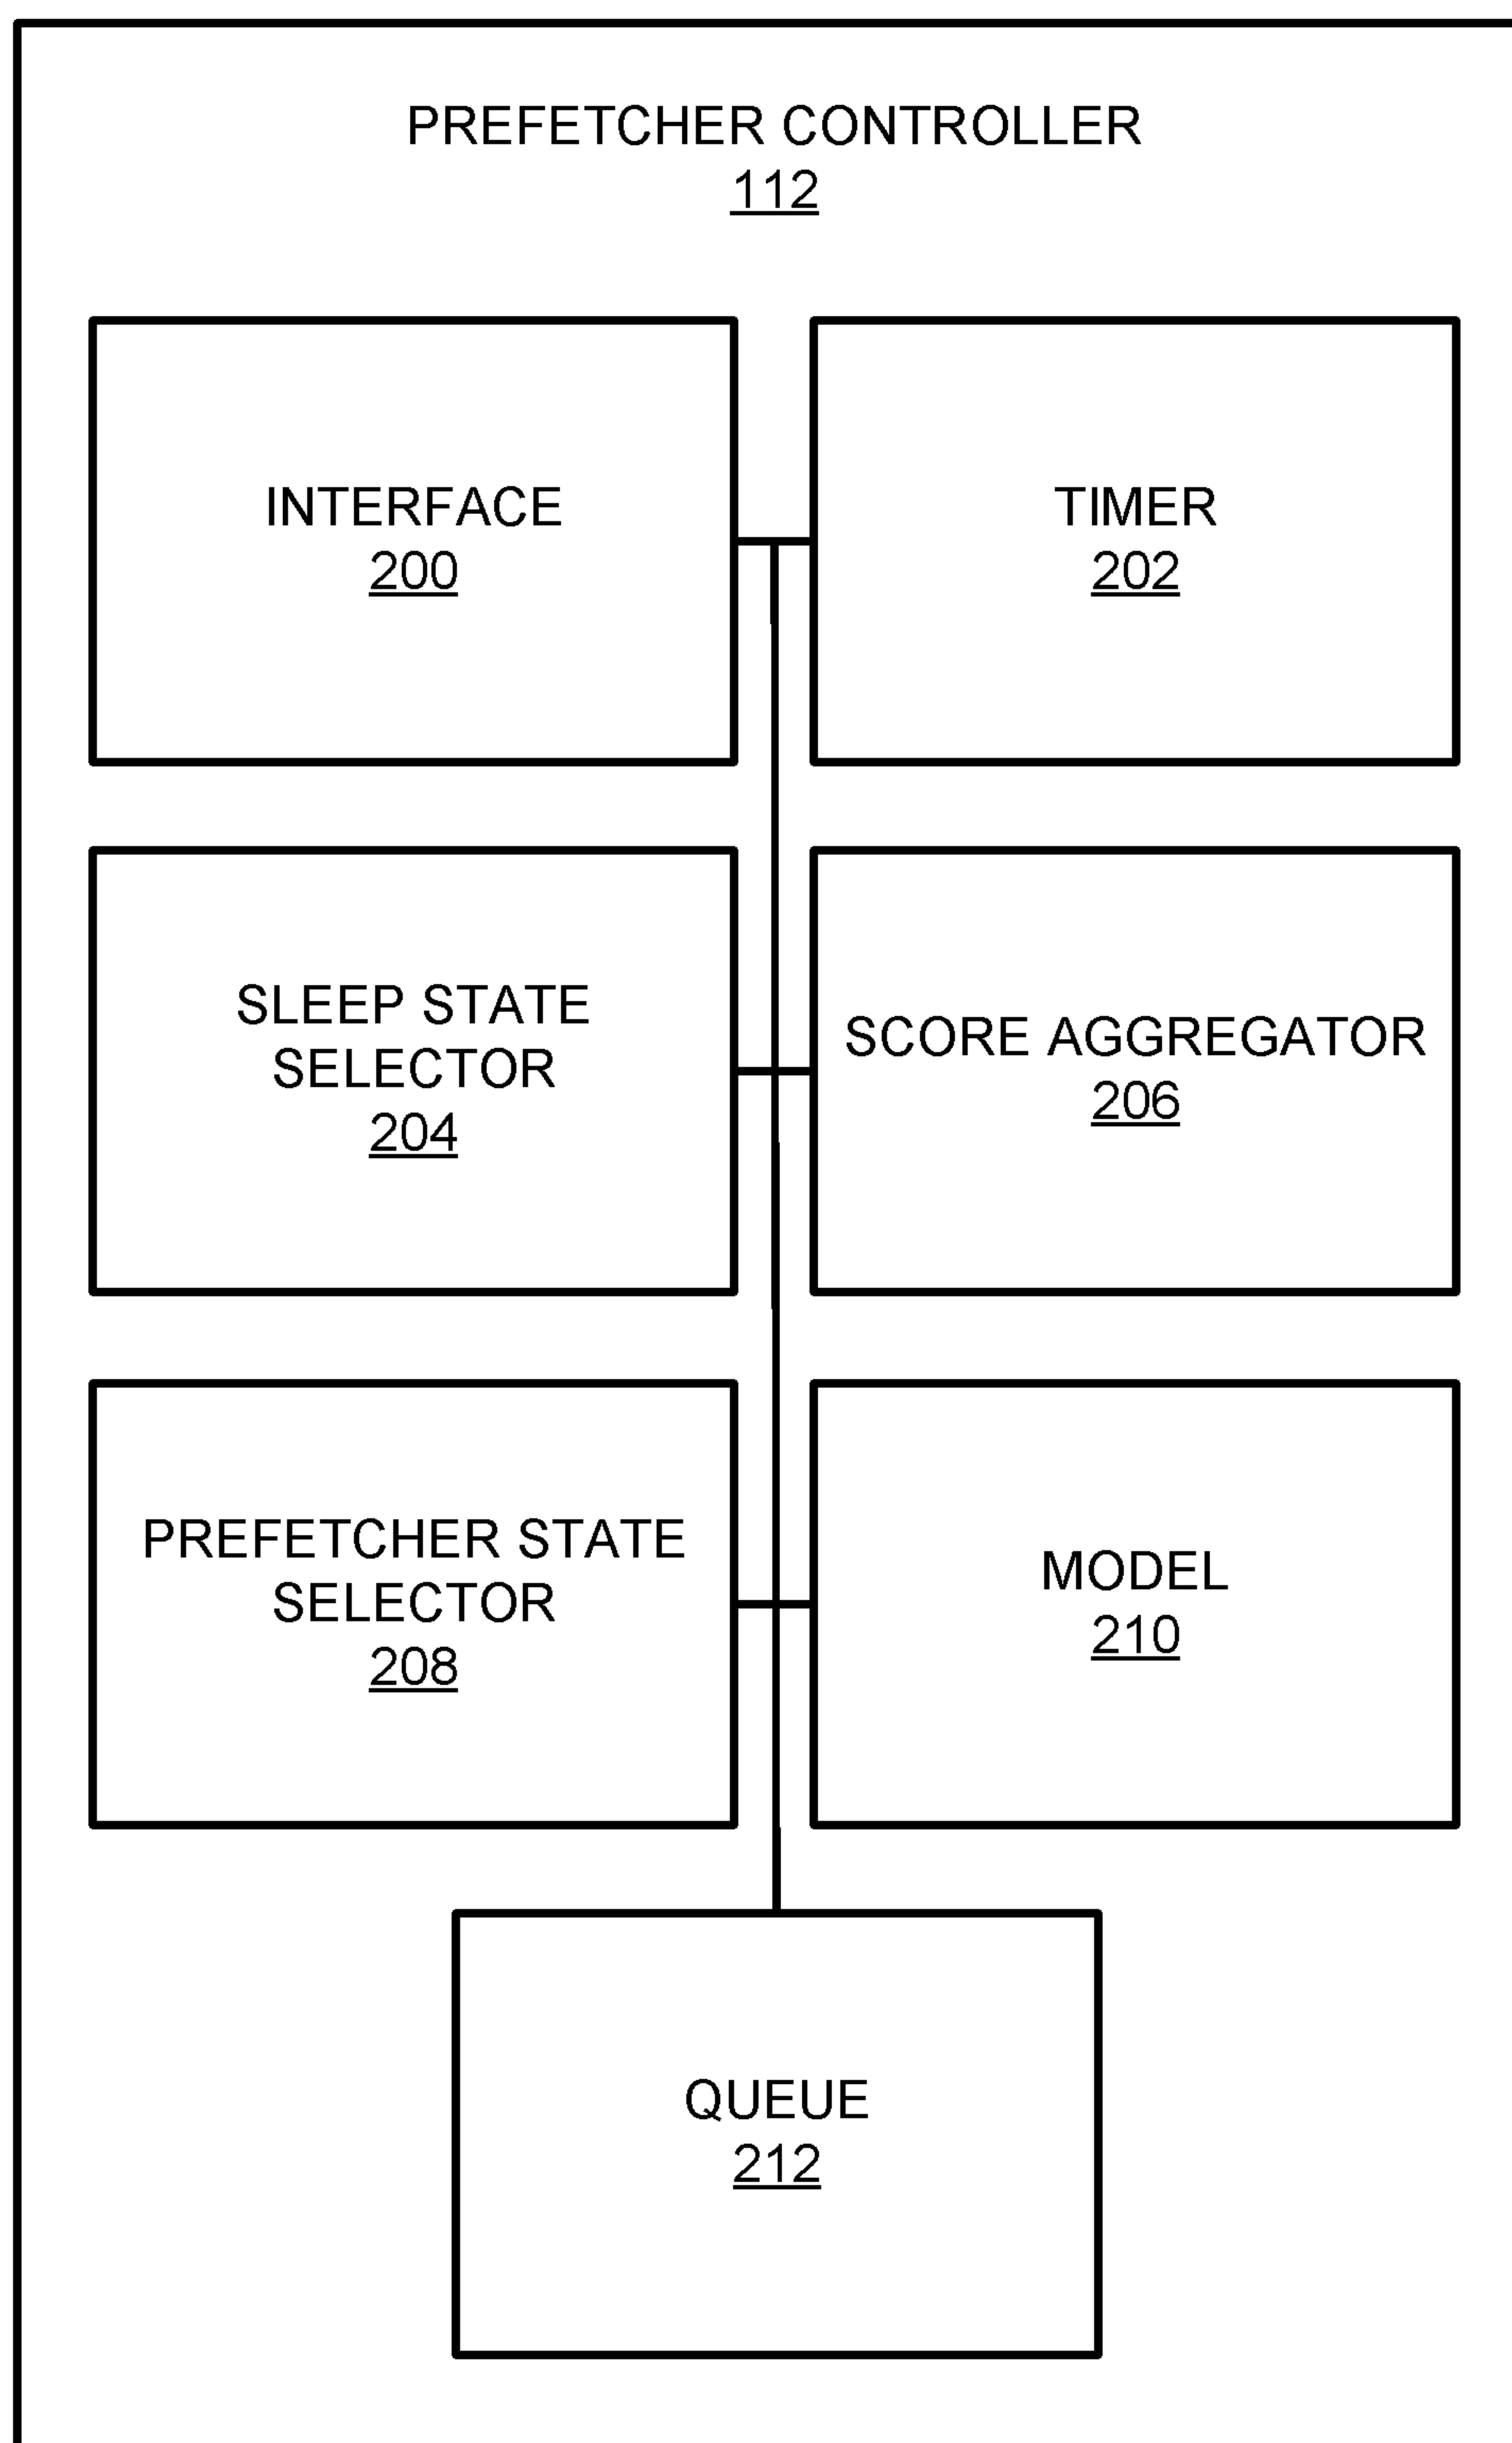 PREFETCHER CONTROLLER
112
INTERFACE
200
TIMER
202
SLEEP STATE
SELECTOR
204
SCORE AGGREGATOR
206
PREFETCHER STATE
SELECTOR
208
MODEL
210
QUEUE
212